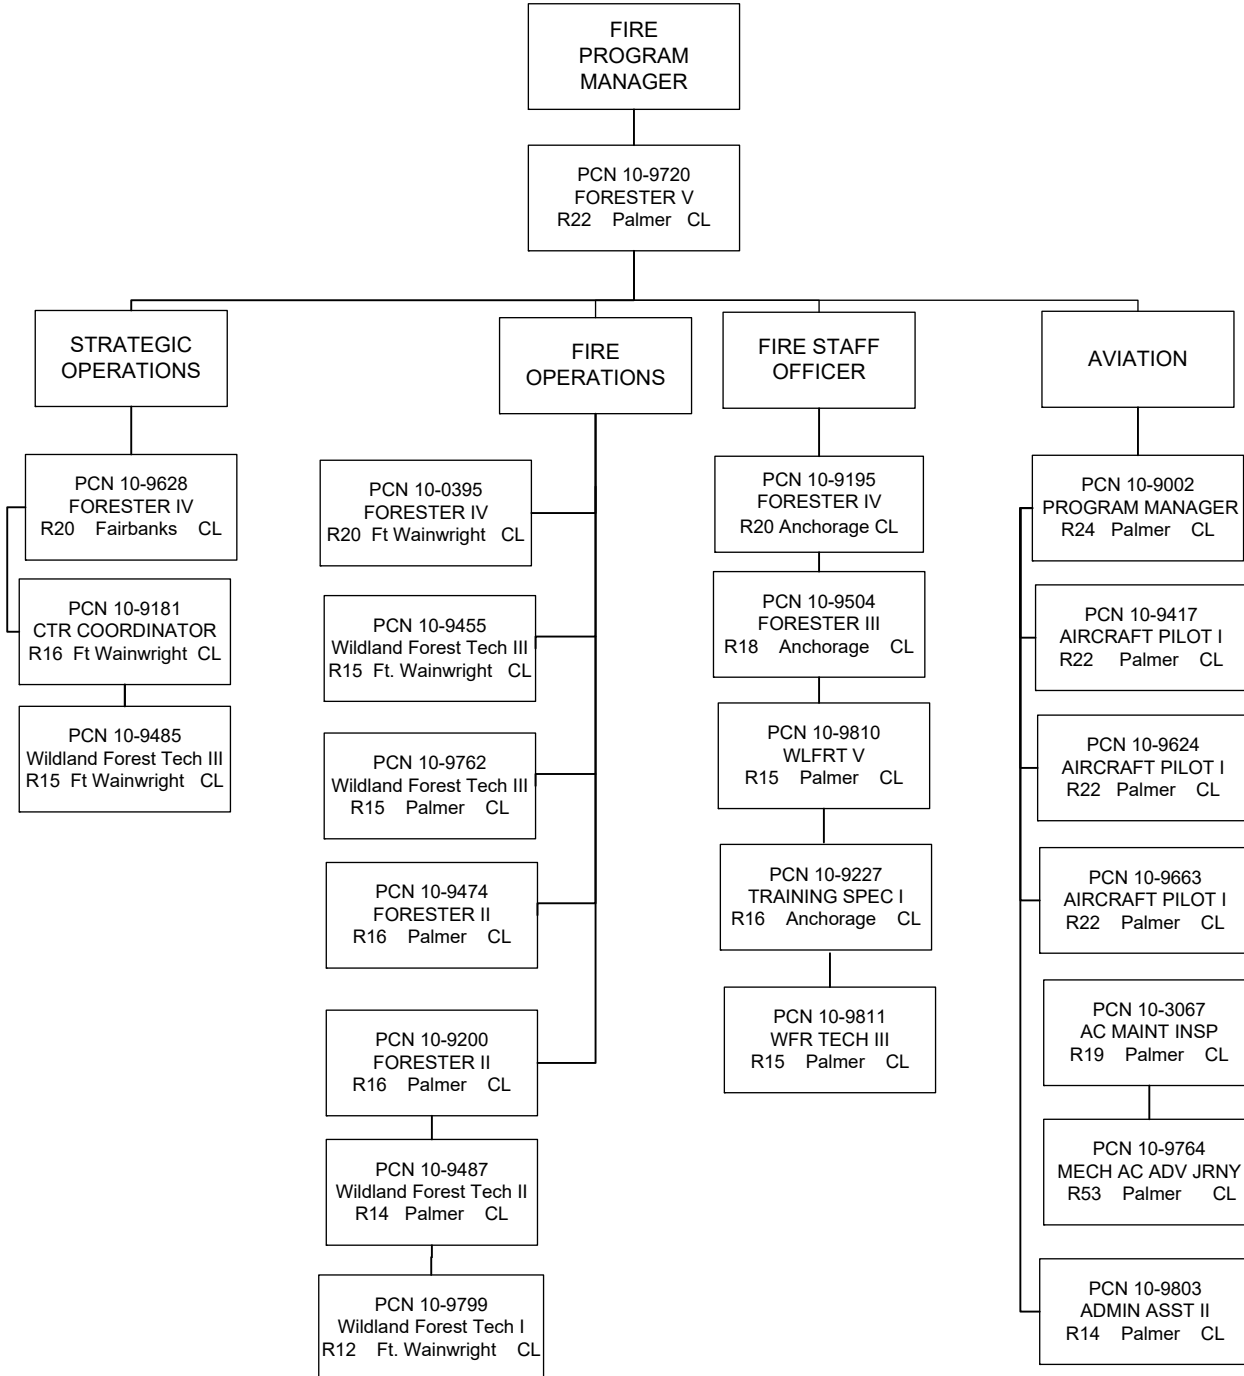 FIRE
PROGRAM
MANAGER
PCN 10-9720
FORESTER V
R22 Palmer CL
STRATEGIC
OPERATIONS
PCN 10-9628
FORESTER IV
R20 Fairbanks CL
PCN 10-9181
CTR COORDINATOR
R16 Ft Wainwright CL
PCN 10-9485
Wildland Forest Tech III
R15 Ft Wainwright CL
FIRE
OPERATIONS
PCN 10-0395
FORESTER IV
R20 Ft Wainwright CL
PCN 10-9455
Wildland Forest Tech III
R15 Ft. Wainwright CL
PCN 10-9762
Wildland Forest Tech III
R15 Palmer CL
PCN 10-9474
FORESTER II
R16 Palmer CL
PCN 10-9200
FORESTER II
R16 Palmer CL
PCN 10-9487
Wildland Forest Tech II
R14 Palmer CL
PCN 10-9799
Wildland Forest Tech I
R12 Ft. Wainwright CL
FIRE STAFF
OFFICER
PCN 10-9195
FORESTER IV
R20 Anchorage CL
PCN 10-9504
FORESTER III
R18 Anchorage CL
PCN 10-9810
WLFRT V
R15 Palmer CL
PCN 10-9227
TRAINING SPEC I
R16 Anchorage CL
PCN 10-9811
WFR TECH III
R15 Palmer CL
AVIATION
PCN 10-9002
PROGRAM MANAGER
R24 Palmer CL
PCN 10-9417
AIRCRAFT PILOT I
R22 Palmer CL
PCN 10-9624
AIRCRAFT PILOT I
R22 Palmer CL
PCN 10-9663
AIRCRAFT PILOT I
R22 Palmer CL
PCN 10-3067
AC MAINT INSP
R19 Palmer CL
PCN 10-9764
MECH AC ADV JRNY
R53 Palmer CL
PCN 10-9803
ADMIN ASST II
R14 Palmer CL